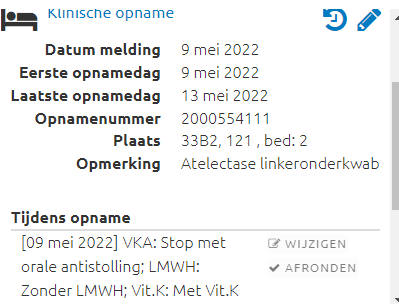 Klinische opname
Datum melding 9 mei 2022
Eerste opnamedag 9 mei 2022
Laatste opnamedag 13 mei 2022
Opnamenummer 2000554111
Plaats 33B2, 121 , bed: 2
Opmerking Atelectase linkeronderkwab
Tijdens opname
[09 mei 2022] VKA: Stop met WIJZIGEN
orale antistolling; LMWH: AFRONDEN
Zonder LMWH; Vit.K: Met Vit.K